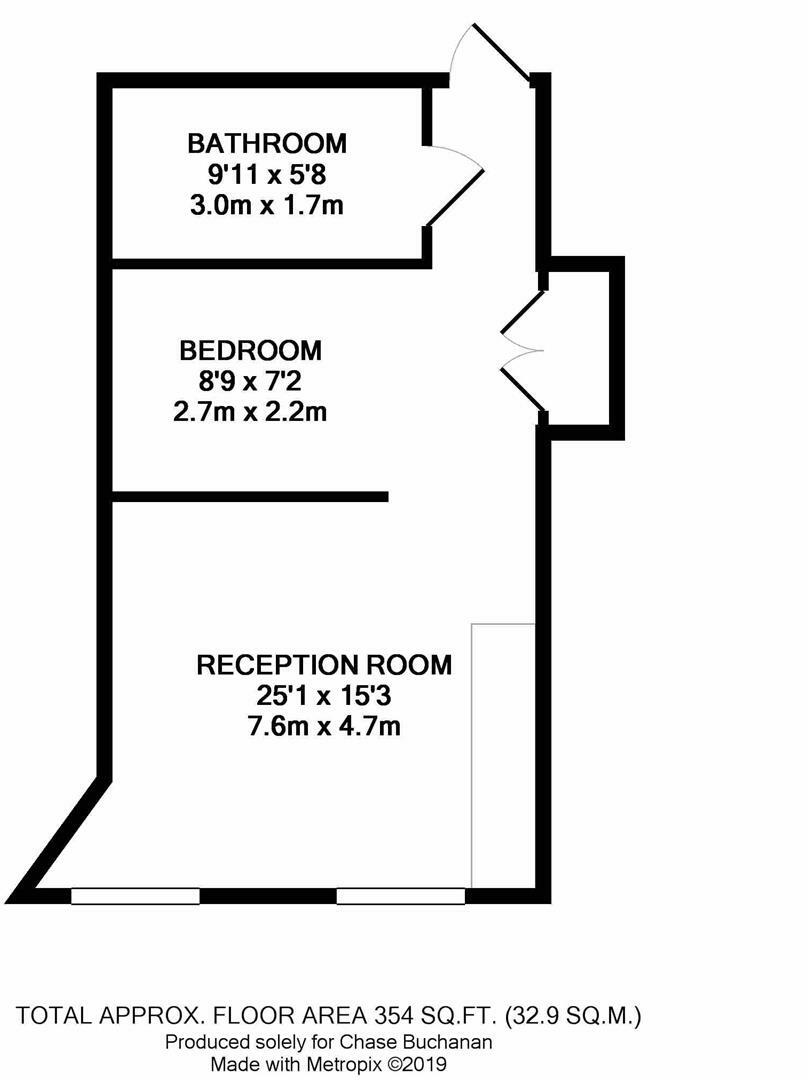 BATHROOM
9'11 x 5'8
3.0m x 1.7m
BEDROOM
8'9 x 7'2
2.7m x 2.2m
RECEPTION ROOM
25'1 x 15'3
7.6m x 4.7m
TOTAL APPROX. FLOOR AREA 354 SQ.FT. (32.9 SQ.M.)
Produced solely for Chase Buchanan
Made with Metropix ©2019